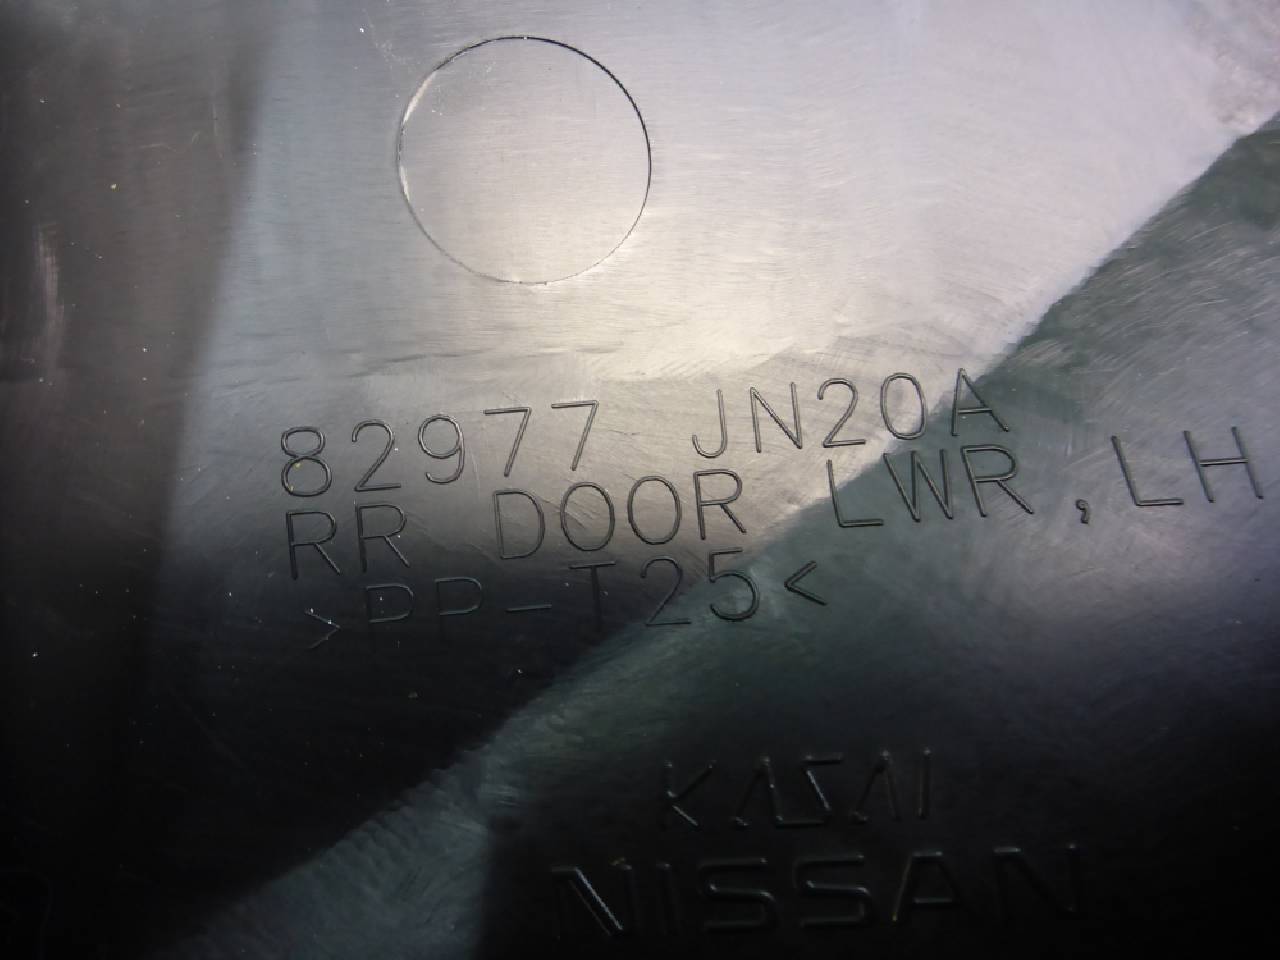 82977 JN20A
RR DOOR LWR,LH
>PP-T25<
KASAI
NISSAN